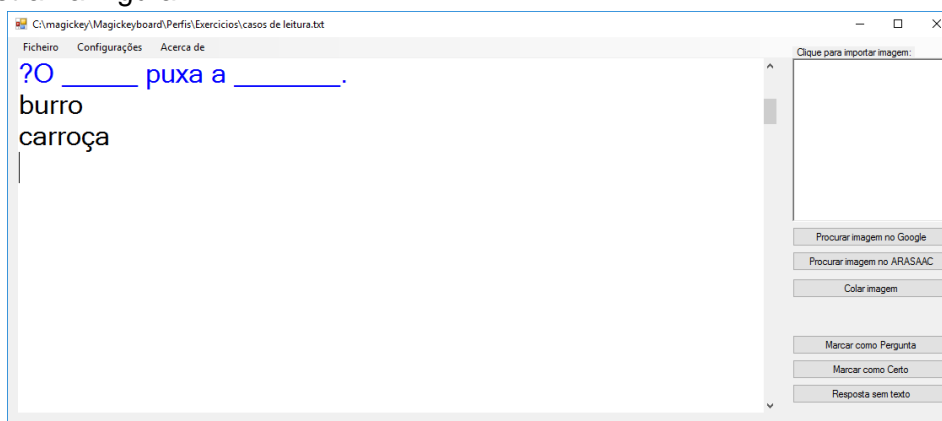 C:\magickey\Magickeyboard\Perfis\Exercicios\casos de leitura.txt
Ficheiro Configurações Acerca de
Clique para importar imagem:
?O ______ puxa a ________.
burro
carroça
Procurar imagem no Google
Procurar imagem no ARASAAC
Colar imagem
Marcar como Pergunta
Marcar como Certo
Resposta sem texto